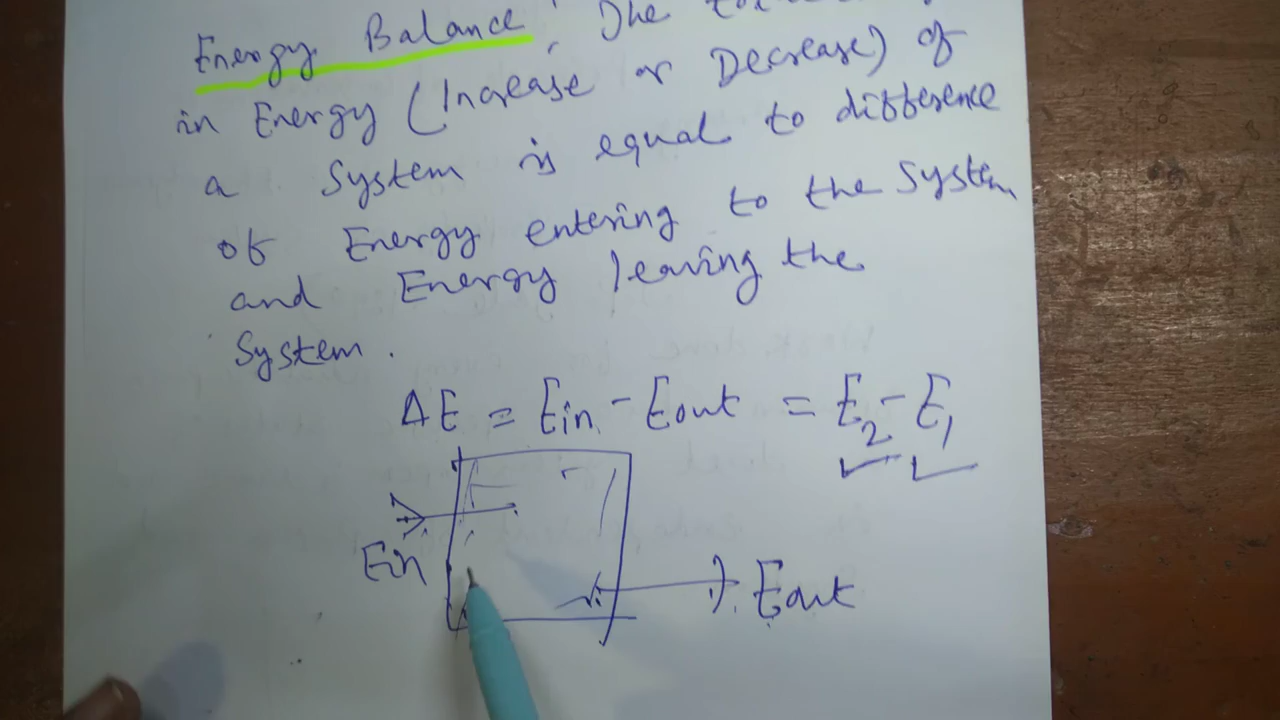 Energy Balance : The
in Energy (Increase or Decrease) of
a System is equal to difference
of Energy entering to the System
and Energy leaving the
System.
ΔE = Ein - Eout = E2 - E1
Ein
Eout